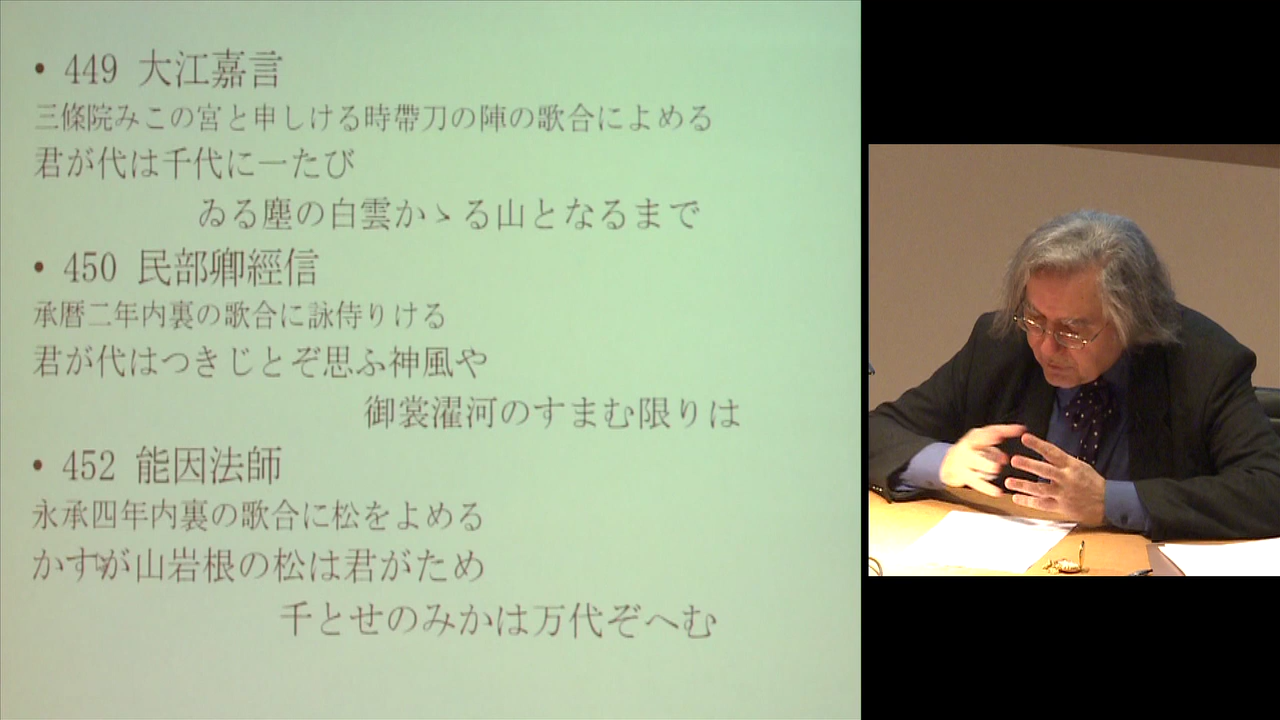 • 449 大江嘉言
三條院みこの宮と申しける時帶刀の陣の歌合によめる
君が代は千代に一たび
ゐる塵の白雲かゝる山となるまで
• 450 民部卿經信
承暦二年内裏の歌合に詠侍りける
君が代はつきじとぞ思ふ神風や
御裳濯河のすまむ限りは
• 452 能因法師
永承四年内裏の歌合に松をよめる
かすが山岩根の松は君がため
千とせのみかは万代ぞへむ